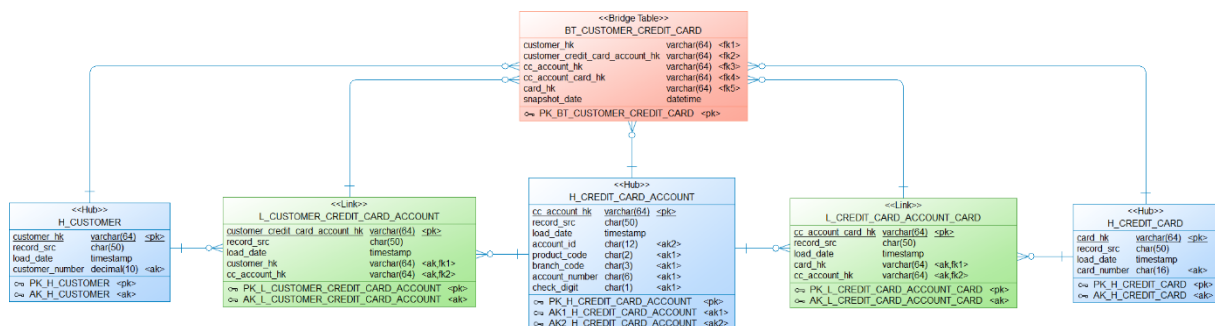 <<Bridge Table>>
BT_CUSTOMER_CREDIT_CARD
customer_hk varchar(64) <fk1>
customer_credit_card_account_hk varchar(64) <fk2>
cc_account_hk varchar(64) <fk3>
cc_account_card_hk varchar(64) <fk4>
card_hk varchar(64) <fk5>
snapshot_date datetime
PK_BT_CUSTOMER_CREDIT_CARD <pk>
<<Hub>>
H_CUSTOMER
customer_hk varchar(64) <pk>
record_src char(50)
load_date timestamp
customer_number decimal(10) <ak>
PK_H_CUSTOMER <pk>
AK_H_CUSTOMER <ak>
<<Link>>
L_CUSTOMER_CREDIT_CARD_ACCOUNT
customer_credit_card_account_hk varchar(64) <pk>
record_src char(50)
load_date timestamp
customer_hk varchar(64) <ak,fk1>
cc_account_hk varchar(64) <ak,fk2>
PK_L_CUSTOMER_CREDIT_CARD_ACCOUNT <pk>
AK_L_CUSTOMER_CREDIT_CARD_ACCOUNT <ak>
<<Hub>>
H_CREDIT_CARD_ACCOUNT
cc_account_hk varchar(64) <pk>
record_src char(50)
load_date timestamp
account_id char(12) <ak2>
product_code char(2) <ak1>
branch_code char(3) <ak1>
account_number char(6) <ak1>
check_digit char(1) <ak1>
PK_H_CREDIT_CARD_ACCOUNT <pk>
AK1_H_CREDIT_CARD_ACCOUNT <ak1>
AK2_H_CREDIT_CARD_ACCOUNT <ak2>
<<Link>>
L_CREDIT_CARD_ACCOUNT_CARD
cc_account_card_hk varchar(64) <pk>
record_src char(50)
load_date timestamp
card_hk varchar(64) <ak,fk1>
cc_account_hk varchar(64) <ak,fk2>
PK_L_CREDIT_CARD_ACCOUNT_CARD <pk>
AK_L_CREDIT_CARD_ACCOUNT_CARD <ak>
<<Hub>>
H_CREDIT_CARD
card_hk varchar(64) <pk>
record_src char(50)
load_date timestamp
card_number char(16) <ak>
PK_H_CREDIT_CARD <pk>
AK_H_CREDIT_CARD <ak>